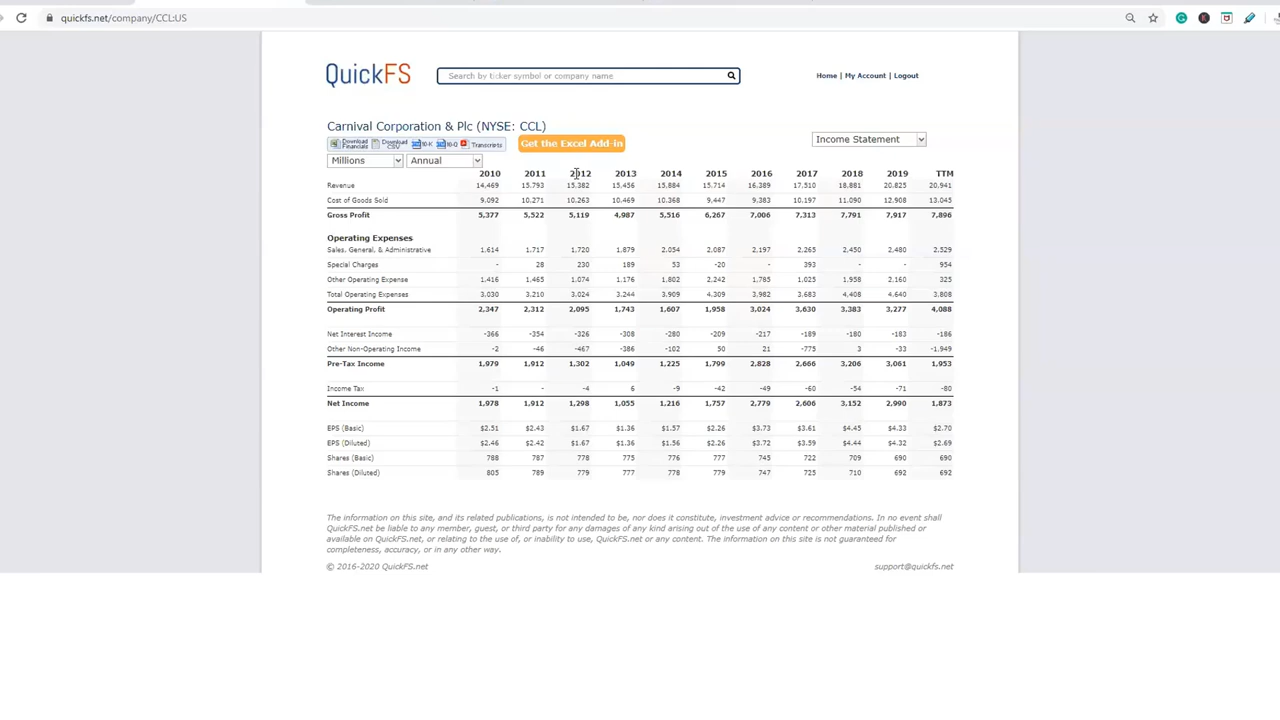 quickfs.net/company/CCL:US
QuickFS
Search by ticker symbol or company name
Home | My Account | Logout
Carnival Corporation & Plc (NYSE: CCL)
Download Financials Download CSV 10-K 10-Q Transcripts
Get the Excel Add-in
Income Statement
Millions Annual
2010 2011 2012 2013 2014 2015 2016 2017 2018 2019 TTM
Revenue 14,469 15,793 15,382 15,456 15,884 15,714 16,389 17,510 18,881 20,825 20,941
Cost of Goods Sold 9,092 10,271 10,263 10,469 10,368 9,447 9,383 10,197 11,090 12,908 13,045
Gross Profit 5,377 5,522 5,119 4,987 5,516 6,267 7,006 7,313 7,791 7,917 7,896
Operating Expenses
Sales, General, & Administrative 1,614 1,717 1,720 1,879 2,054 2,087 2,197 2,265 2,450 2,480 2,529
Special Charges - 28 230 189 53 -20 - 393 - - 954
Other Operating Expense 1,416 1,465 1,074 1,176 1,802 2,242 1,785 1,025 1,958 2,160 325
Total Operating Expenses 3,030 3,210 3,024 3,244 3,909 4,309 3,982 3,683 4,408 4,640 3,808
Operating Profit 2,347 2,312 2,095 1,743 1,607 1,958 3,024 3,630 3,383 3,277 4,088
Net Interest Income -366 -354 -326 -308 -280 -209 -217 -189 -180 -183 -186
Other Non-Operating Income -2 -46 -467 -386 -102 50 21 -775 3 -33 -1,949
Pre-Tax Income 1,979 1,912 1,302 1,049 1,225 1,799 2,828 2,666 3,206 3,061 1,953
Income Tax -1 - -4 6 -9 -42 -49 -60 -54 -71 -80
Net Income 1,978 1,912 1,298 1,055 1,216 1,757 2,779 2,606 3,152 2,990 1,873
EPS (Basic) $2.51 $2.43 $1.67 $1.36 $1.57 $2.26 $3.73 $3.61 $4.45 $4.33 $2.70
EPS (Diluted) $2.46 $2.42 $1.67 $1.36 $1.56 $2.26 $3.72 $3.59 $4.44 $4.32 $2.69
Shares (Basic) 788 787 778 775 776 777 745 722 709 690 690
Shares (Diluted) 805 789 779 777 778 779 747 725 710 692 692
The information on this site, and its related publications, is not intended to be, nor does it constitute, investment advice or recommendations. In no event shall
QuickFS.net be liable to any member, guest, or third party for any damages of any kind arising out of the use of any content or other material published or
available on QuickFS.net, or relating to the use of, or inability to use, QuickFS.net or any content. The information on this site is not guaranteed for
completeness, accuracy, or in any other way.
© 2016-2020 QuickFS.net support@quickfs.net